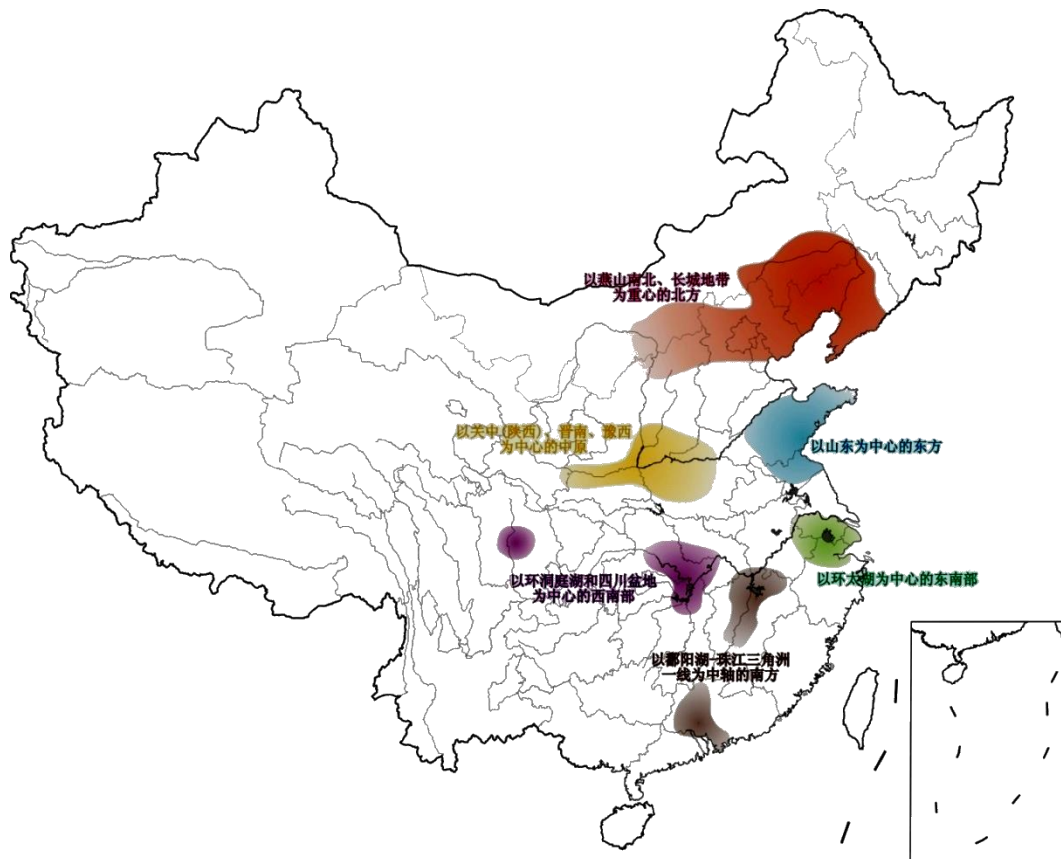 以燕山南北、长城地带
为重心的北方
以关中(陕西)、晋南、豫西
为中心的中原
以山东为中心的东方
以环太湖为中心的东南部
以环洞庭湖和四川盆地
为中心的西南部
以鄱阳湖-珠江三角洲
一线为中轴的南方